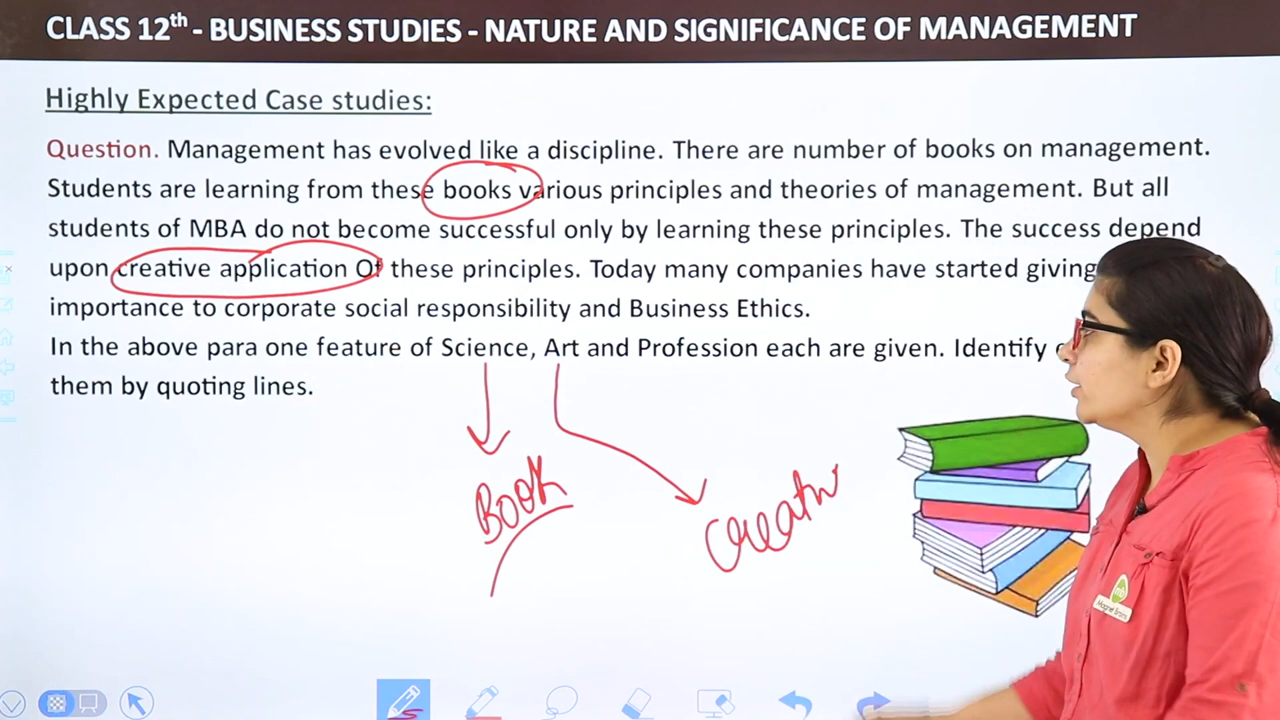 CLASS 12th - BUSINESS STUDIES - NATURE AND SIGNIFICANCE OF MANAGEMENT
Highly Expected Case studies:
Question. Management has evolved like a discipline. There are number of books on management.
Students are learning from these books various principles and theories of management. But all
students of MBA do not become successful only by learning these principles. The success depend
upon creative application Of these principles. Today many companies have started giving
importance to corporate social responsibility and Business Ethics.
In the above para one feature of Science, Art and Profession each are given. Identify
them by quoting lines.
Book
Creativ
Magnet Brains